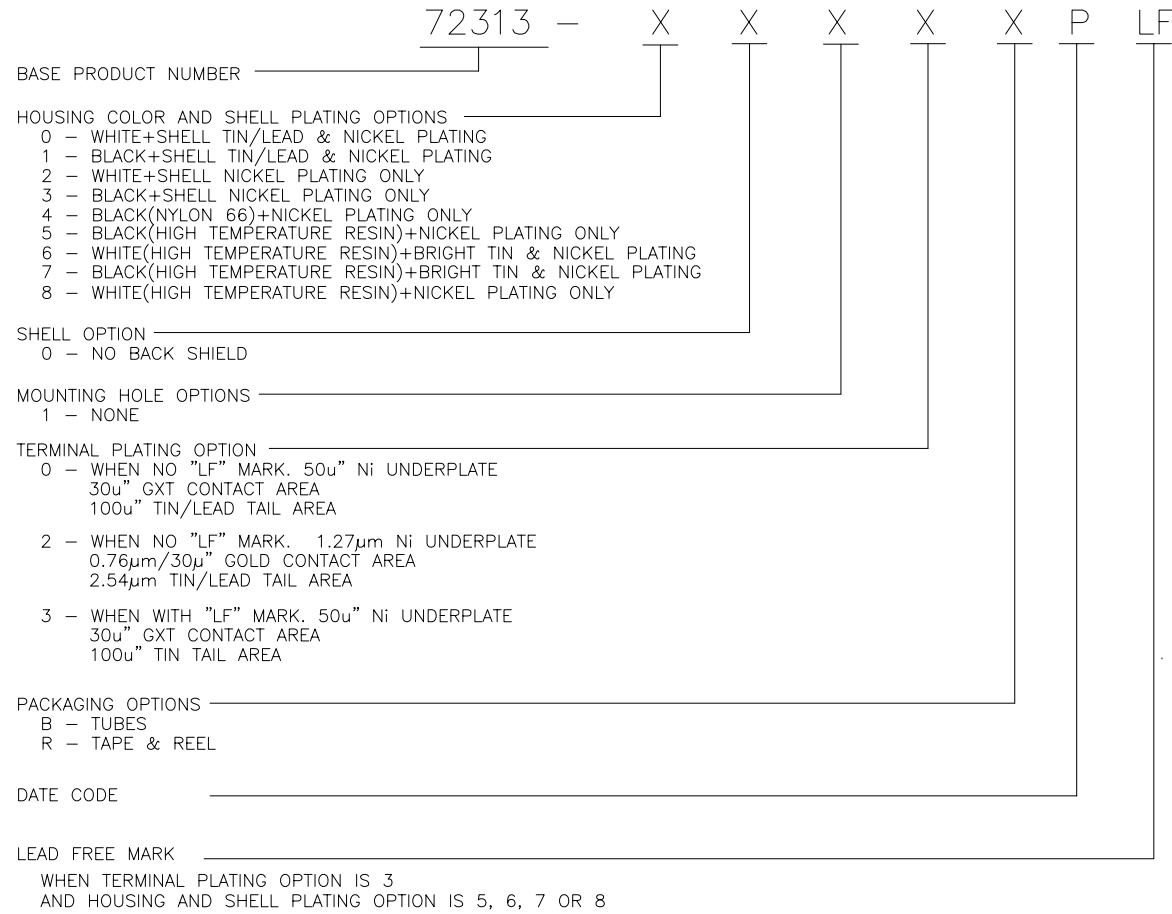 72313 - X X X X X P LF
BASE PRODUCT NUMBER
HOUSING COLOR AND SHELL PLATING OPTIONS
0 - WHITE+SHELL TIN/LEAD & NICKEL PLATING
1 - BLACK+SHELL TIN/LEAD & NICKEL PLATING
2 - WHITE+SHELL NICKEL PLATING ONLY
3 - BLACK+SHELL NICKEL PLATING ONLY
4 - BLACK(NYLON 66)+NICKEL PLATING ONLY
5 - BLACK(HIGH TEMPERATURE RESIN)+NICKEL PLATING ONLY
6 - WHITE(HIGH TEMPERATURE RESIN)+BRIGHT TIN & NICKEL PLATING
7 - BLACK(HIGH TEMPERATURE RESIN)+BRIGHT TIN & NICKEL PLATING
8 - WHITE(HIGH TEMPERATURE RESIN)+NICKEL PLATING ONLY
SHELL OPTION
0 - NO BACK SHIELD
MOUNTING HOLE OPTIONS
1 - NONE
TERMINAL PLATING OPTION
0 - WHEN NO "LF" MARK. 50u" Ni UNDERPLATE
30u" GXT CONTACT AREA
100u" TIN/LEAD TAIL AREA
2 - WHEN NO "LF" MARK. 1.27µm Ni UNDERPLATE
0.76µm/30µ" GOLD CONTACT AREA
2.54µm TIN/LEAD TAIL AREA
3 - WHEN WITH "LF" MARK. 50u" Ni UNDERPLATE
30u" GXT CONTACT AREA
100u" TIN TAIL AREA
PACKAGING OPTIONS
B - TUBES
R - TAPE & REEL
DATE CODE
LEAD FREE MARK
WHEN TERMINAL PLATING OPTION IS 3
AND HOUSING AND SHELL PLATING OPTION IS 5, 6, 7 OR 8